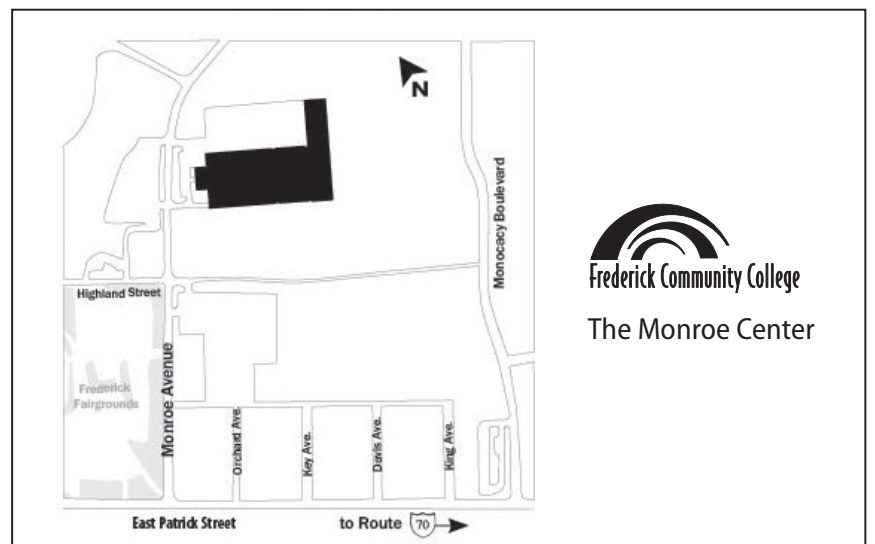 N
Monocacy Boulevard
Frederick Community College
The Monroe Center
Highland Street
Monroe Avenue
Frederick
Fairgrounds
Orchard Ave.
Key Ave.
Davis Ave.
King Ave.
East Patrick Street
to Route 70